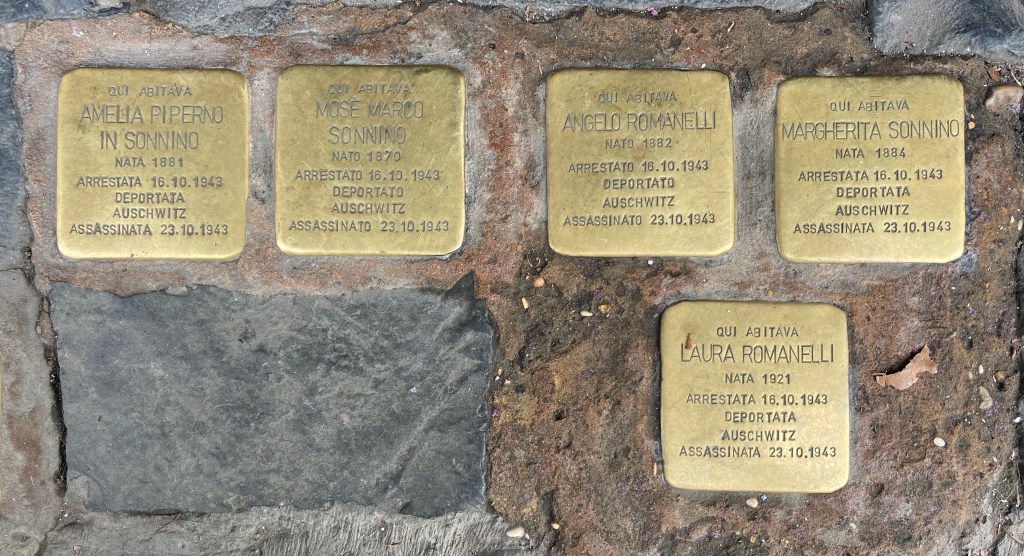 QUI ABITAVA
AMELIA PIPERNO
IN SONNINO
NATA 1881
ARRESTATA 16.10.1943
DEPORTATA
AUSCHWITZ
ASSASSINATA 23.10.1943
QUI ABITAVA
MOSÈ MARCO
SONNINO
NATO 1870
ARRESTATO 16.10.1943
DEPORTATO
AUSCHWITZ
ASSASSINATO 23.10.1943
QUI ABITAVA
ANGELO ROMANELLI
NATO 1882
ARRESTATO 16.10.1943
DEPORTATO
AUSCHWITZ
ASSASSINATO 23.10.1943
QUI ABITAVA
MARGHERITA SONNINO
NATA 1884
ARRESTATA 16.10.1943
DEPORTATA
AUSCHWITZ
ASSASSINATA 23.10.1943
QUI ABITAVA
LAURA ROMANELLI
NATA 1921
ARRESTATA 16.10.1943
DEPORTATA
AUSCHWITZ
ASSASSINATA 23.10.1943